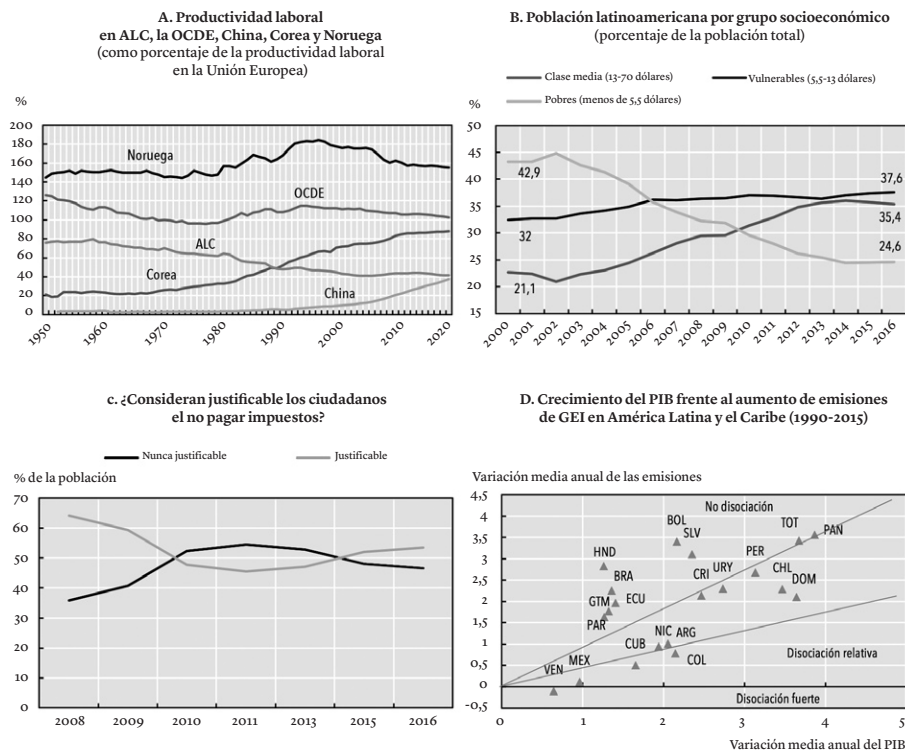 A. Productividad laboral
en ALC, la OCDE, China, Corea y Noruega
(como porcentaje de la productividad laboral
en la Unión Europea)
%
200
180
160
140
120
100
80
60
40
20
0
Noruega
OCDE
ALC
Corea
China
1950
1960
1970
1980
1990
2000
2010
2020
B. Población latinoamericana por grupo socioeconómico
(porcentaje de la población total)
Clase media (13-70 dólares)
Vulnerables (5,5-13 dólares)
Pobres (menos de 5,5 dólares)
%
50
45
40
35
30
25
20
15
42,9
32
21,1
37,6
35,4
24,6
2000
2001
2002
2003
2004
2005
2006
2007
2008
2009
2010
2011
2012
2013
2014
2015
2016
c. ¿Consideran justificable los ciudadanos
el no pagar impuestos?
Nunca justificable
Justificable
% de la población
70
60
50
40
30
20
10
0
2008
2009
2010
2011
2013
2015
2016
D. Crecimiento del PIB frente al aumento de emisiones
de GEI en América Latina y el Caribe (1990-2015)
Variación media anual de las emisiones
4,5
4
3,5
3
2,5
2
1,5
1
0,5
0
-0,5
No disociación
BOL
SLV
TOT
PAN
HND
PER
BRA
CRI
URY
CHL
DOM
GTM
ECU
PAR
CUB
NIC
ARG
COL
Disociación relativa
VEN
MEX
Disociación fuerte
0
1
2
3
4
5
Variación media anual del PIB